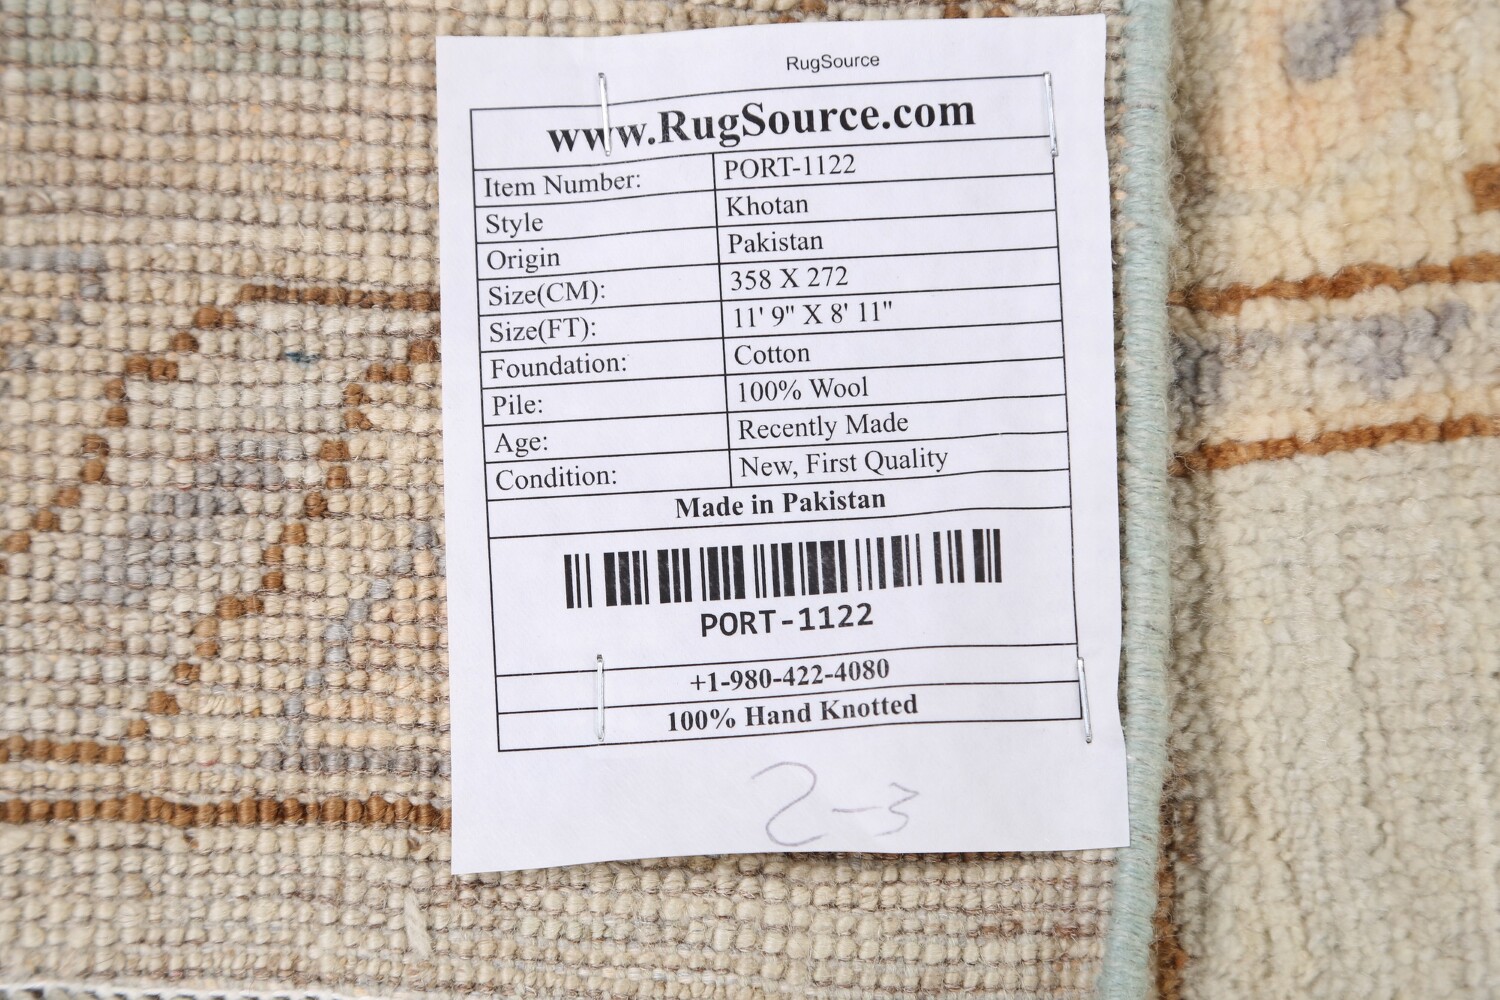 RugSource
www.RugSource.com
Item Number: PORT-1122
Style Khotan
Origin Pakistan
Size(CM): 358 X 272
Size(FT): 11' 9" X 8' 11"
Foundation: Cotton
Pile: 100% Wool
Age: Recently Made
Condition: New, First Quality
Made in Pakistan
PORT-1122
+1-980-422-4080
100% Hand Knotted
2-3